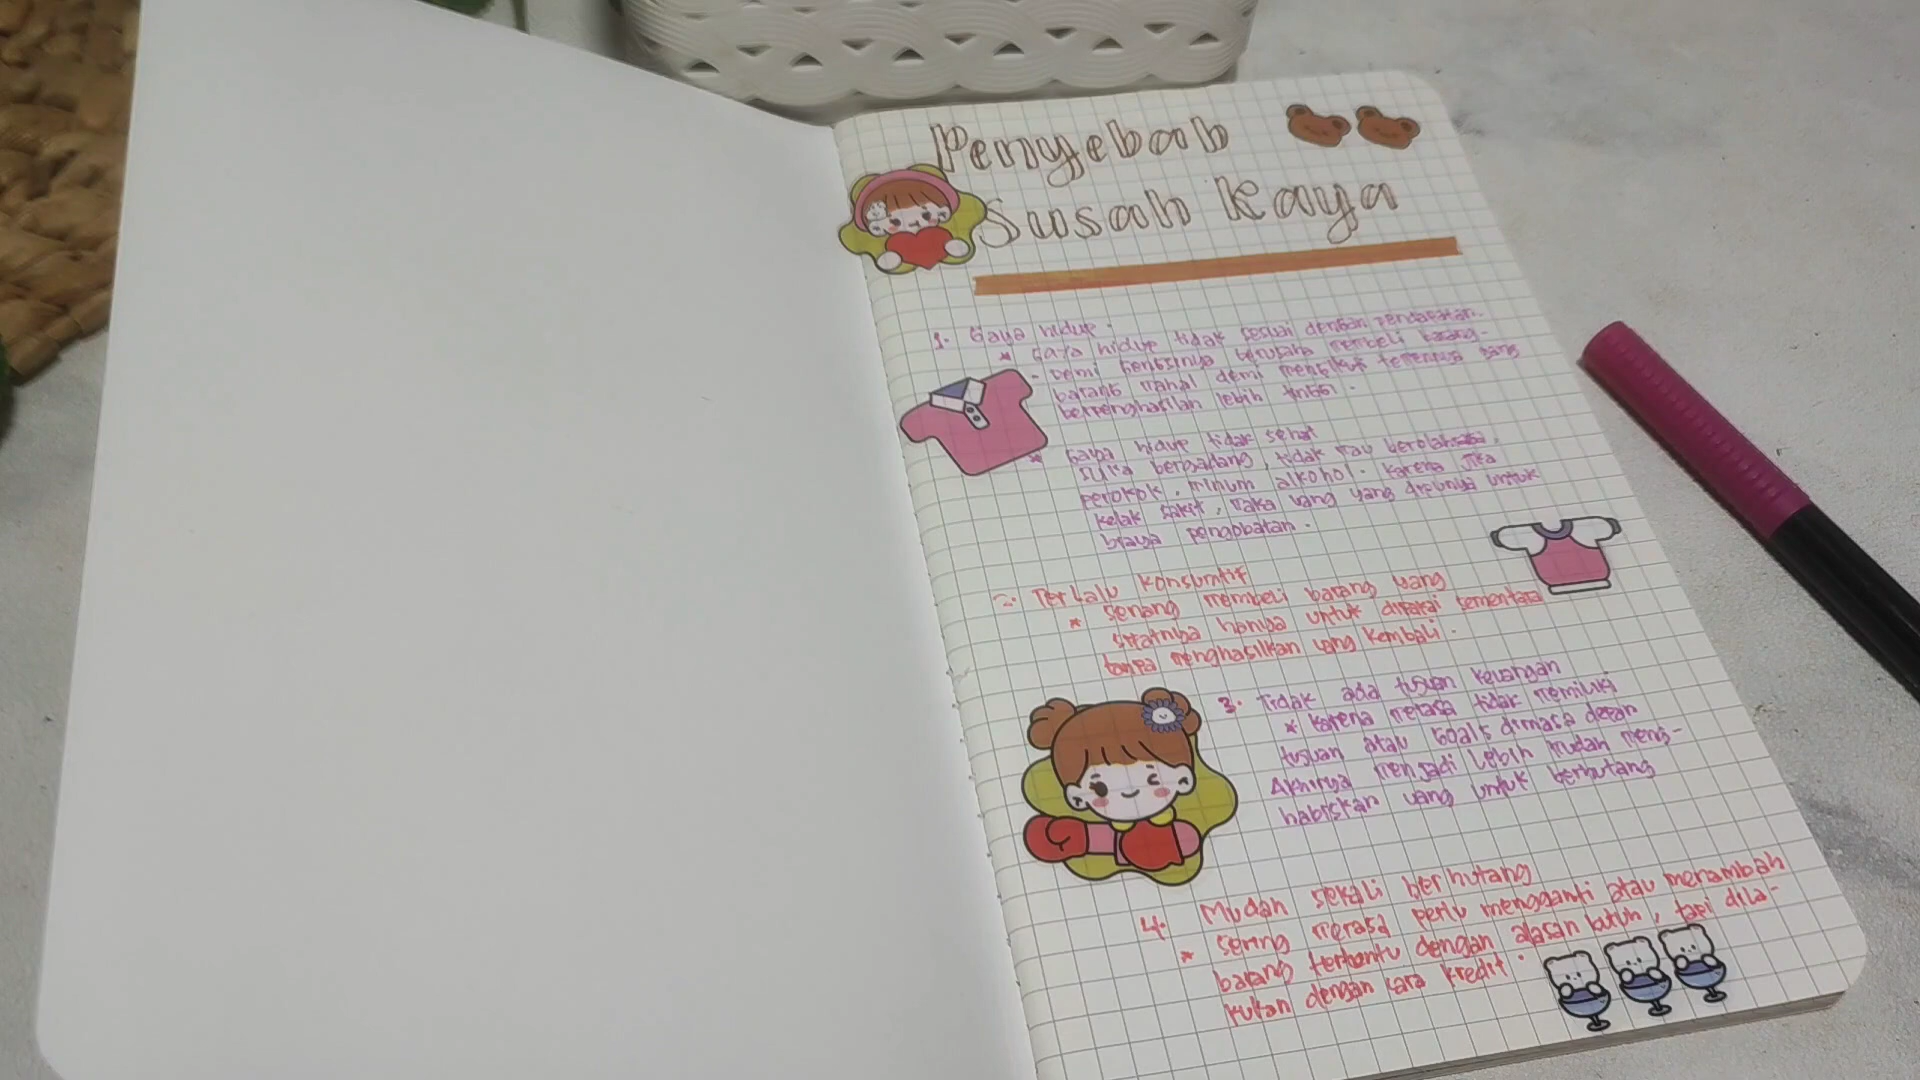 Penyebab
Susah Kaya
1. Gaya hidup.
* Gaya hidup tidak sesuai dengan pendapatan.
- Demi gengsinya berusaha membeli barang-
barang mahal demi mengikuti temennya yang
berpenghasilan lebih tinggi.
* Gaya hidup tidak sehat
suka bergadang, tidak mau berolahraga,
perokok, minum alkohol. Karena jika
kelak sakit, maka uang yang dipunya untuk
biaya pengobatan.
2. Terlalu konsumtif
* senang membeli barang yang
sifatnya hanya untuk dipakai sementara
tanpa menghasilkan uang kembali.
3. Tidak ada tujuan keuangan
* karena merasa tidak memiliki
tujuan atau goals dimasa depan
Akhirnya menjadi lebih mudah meng-
habiskan uang untuk berhutang
4. Mudah sekali berhutang
* sering merasa perlu mengganti atau menambah
barang tertentu dengan alasan butuh, tapi dila-
kukan dengan cara kredit.